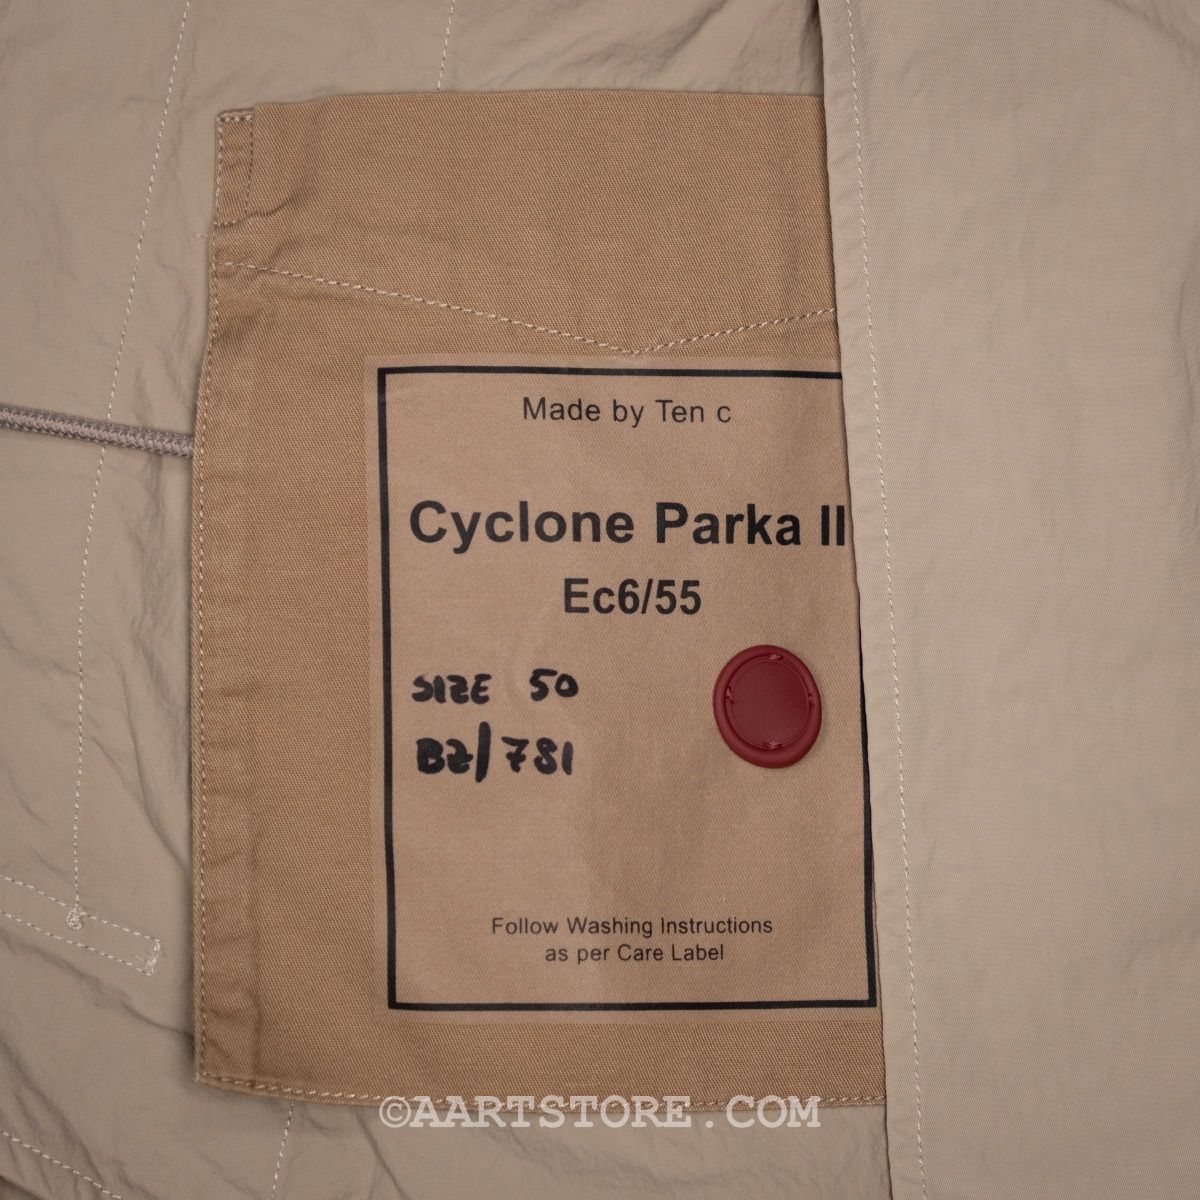 Made by Ten c
Cyclone Parka II
Ec6/55
SIZE 50
BZ/781
Follow Washing Instructions
as per Care Label
©AARTSTORE.COM